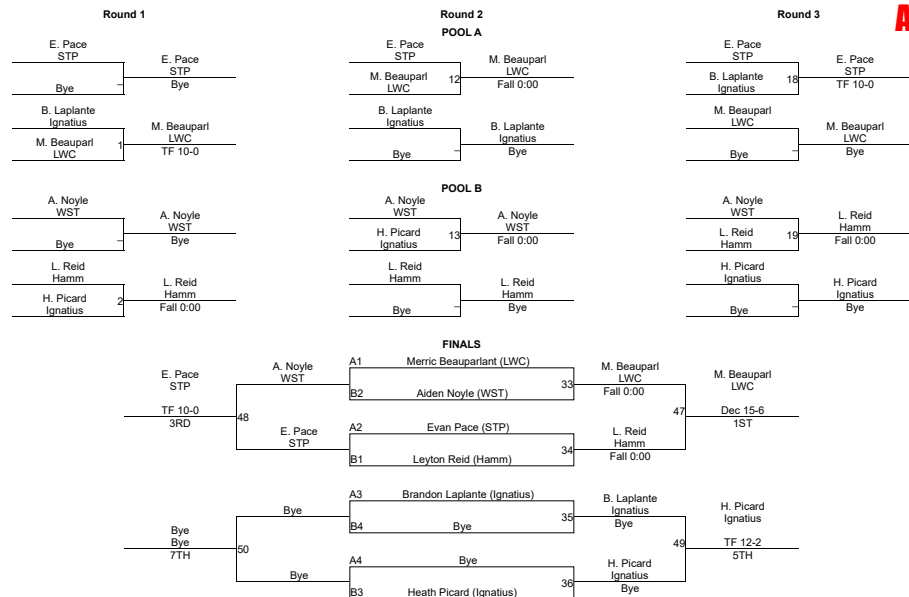 Round 1
Round 2
Round 3
A
POOL A
E. Pace
STP
Bye
–
E. Pace
STP
Bye
B. Laplante
Ignatius
M. Beauparl
LWC
1
M. Beauparl
LWC
TF 10-0
E. Pace
STP
M. Beauparl
LWC
12
M. Beauparl
LWC
Fall 0:00
B. Laplante
Ignatius
Bye
–
B. Laplante
Ignatius
Bye
E. Pace
STP
B. Laplante
Ignatius
18
E. Pace
STP
TF 10-0
M. Beauparl
LWC
Bye
–
M. Beauparl
LWC
Bye
POOL B
A. Noyle
WST
Bye
–
A. Noyle
WST
Bye
L. Reid
Hamm
H. Picard
Ignatius
2
L. Reid
Hamm
Fall 0:00
A. Noyle
WST
H. Picard
Ignatius
13
A. Noyle
WST
Fall 0:00
L. Reid
Hamm
Bye
–
L. Reid
Hamm
Bye
A. Noyle
WST
L. Reid
Hamm
19
L. Reid
Hamm
Fall 0:00
H. Picard
Ignatius
Bye
–
H. Picard
Ignatius
Bye
FINALS
E. Pace
STP
TF 10-0
3RD
48
A. Noyle
WST
E. Pace
STP
A1
Merric Beauparlant (LWC)
B2
Aiden Noyle (WST)
33
A2
Evan Pace (STP)
B1
Leyton Reid (Hamm)
34
M. Beauparl
LWC
Fall 0:00
L. Reid
Hamm
Fall 0:00
47
M. Beauparl
LWC
Dec 15-6
1ST
Bye
Bye
7TH
50
Bye
Bye
A3
Brandon Laplante (Ignatius)
B4
Bye
35
A4
Bye
B3
Heath Picard (Ignatius)
36
B. Laplante
Ignatius
Bye
H. Picard
Ignatius
Bye
49
H. Picard
Ignatius
TF 12-2
5TH